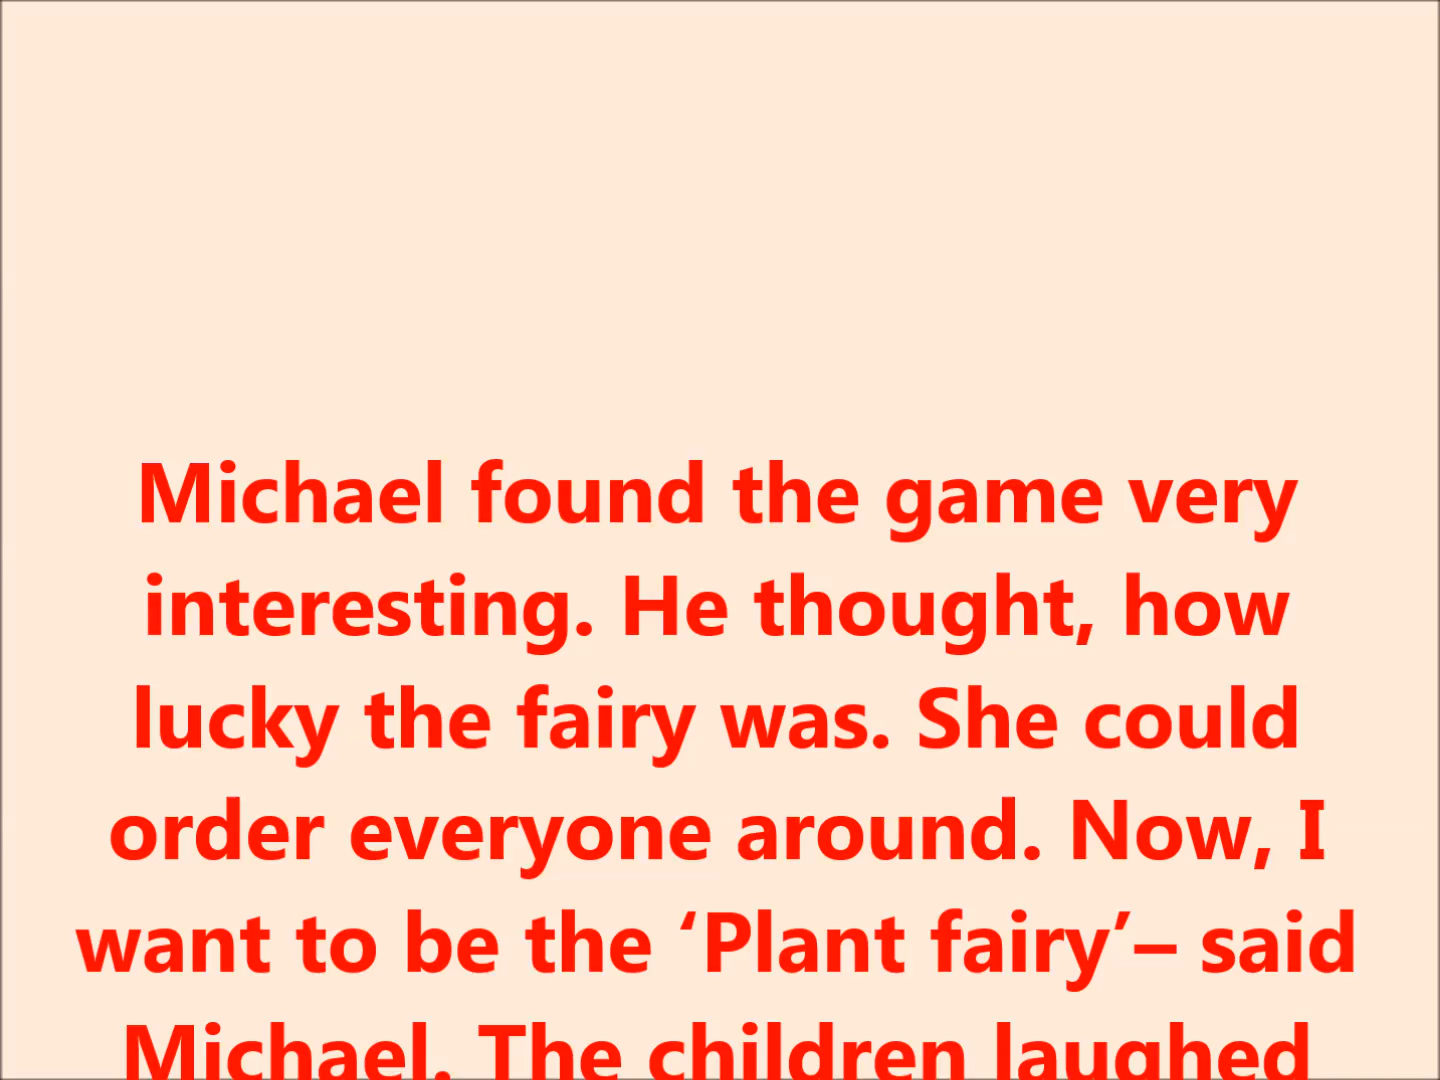 Michael found the game very
interesting. He thought, how
lucky the fairy was. She could
order everyone around. Now, I
want to be the ‘Plant fairy’– said
Michael. The children laughed